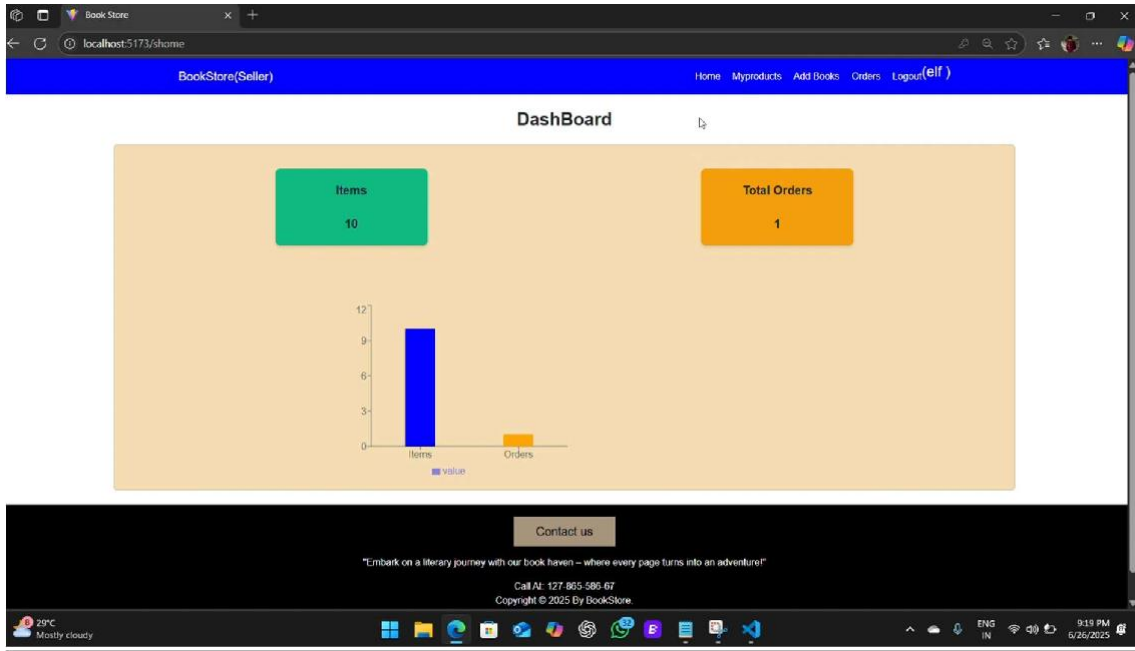 Book Store
localhost:5173/shome
BookStore(Seller)
Home Myproducts Add Books Orders Logout(elf )
DashBoard
Items
10
Total Orders
1
12
9
6
3
0
Items Orders
value
Contact us
"Embark on a literary journey with our book haven – where every page turns into an adventure!"
Call At: 127-865-586-67
Copyright © 2025 By BookStore.
29°C
Mostly cloudy
ENG
IN
9:19 PM
6/26/2025